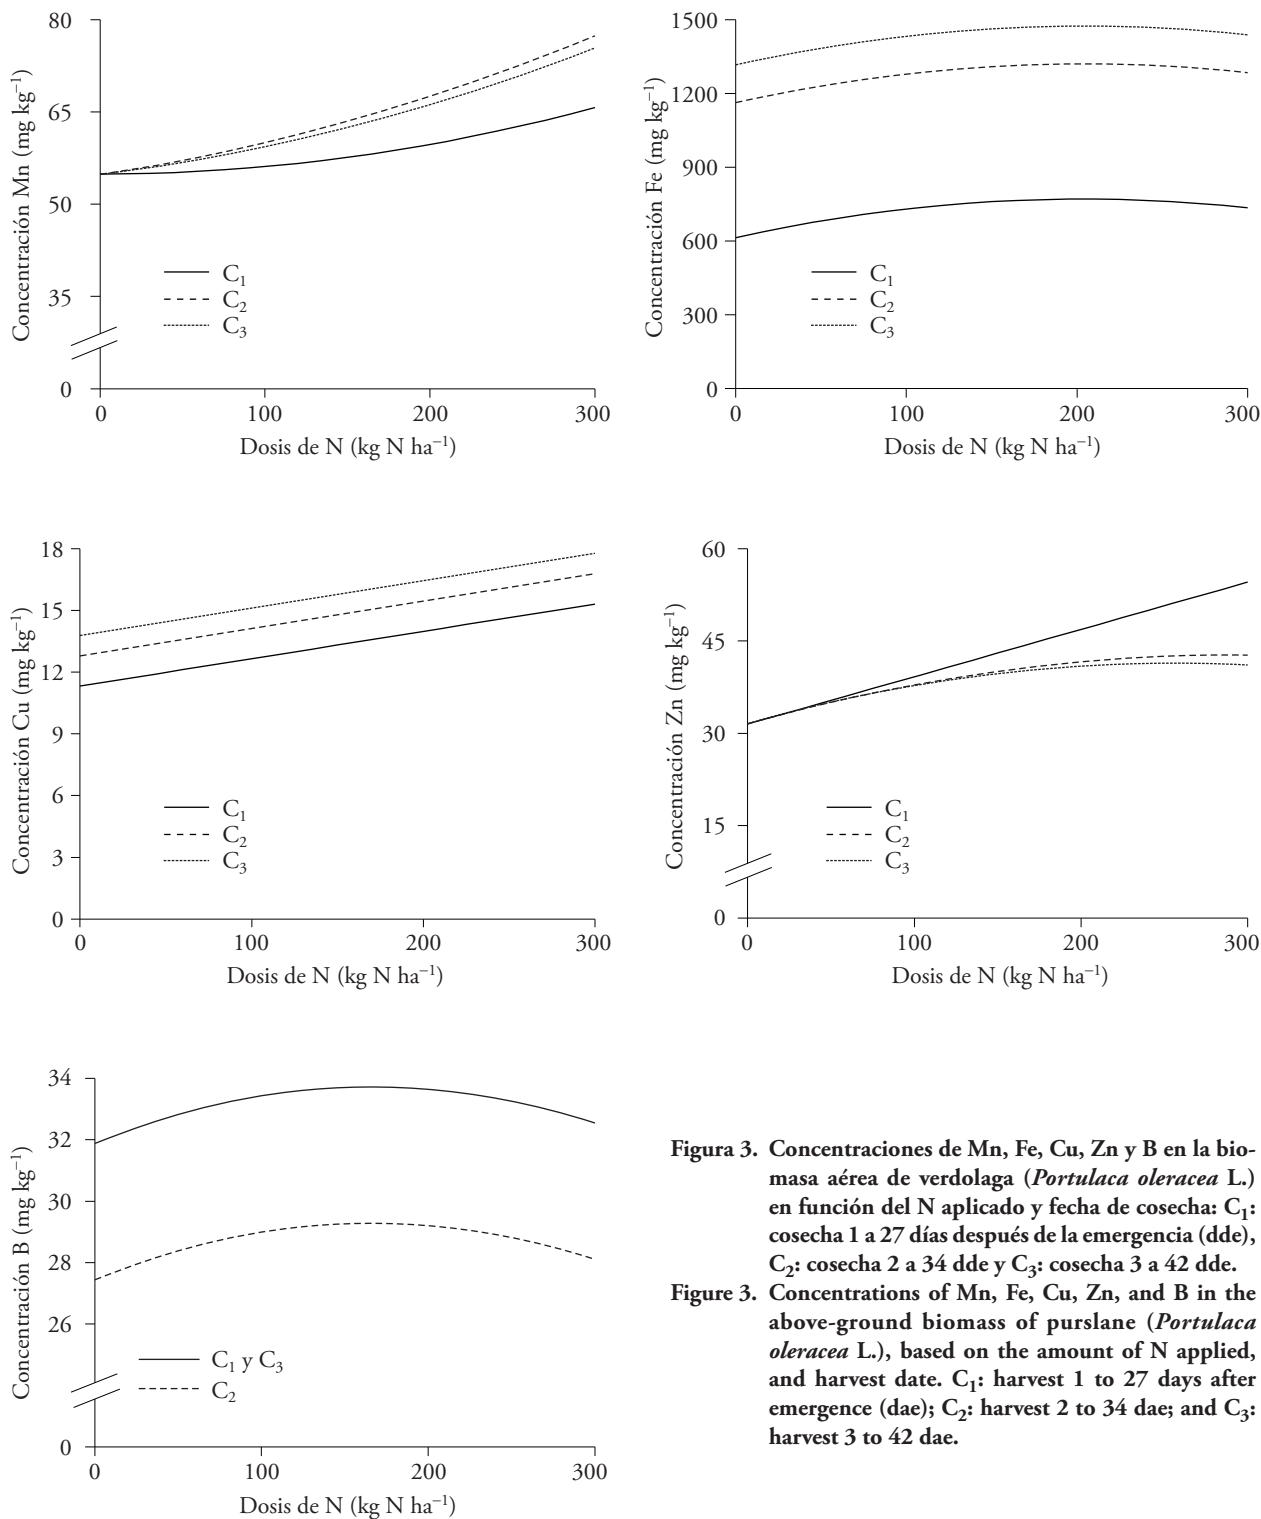 80
65
50
35
0
Concentración Mn (mg kg⁻¹)
C₁
C₂
C₃
0 100 200 300
Dosis de N (kg N ha⁻¹)
1500
1200
900
600
300
0
Concentración Fe (mg kg⁻¹)
C₁
C₂
C₃
0 100 200 300
Dosis de N (kg N ha⁻¹)
18
15
12
9
6
3
0
Concentración Cu (mg kg⁻¹)
C₁
C₂
C₃
0 100 200 300
Dosis de N (kg N ha⁻¹)
60
45
30
15
0
Concentración Zn (mg kg⁻¹)
C₁
C₂
C₃
0 100 200 300
Dosis de N (kg N ha⁻¹)
34
32
30
28
26
0
Concentración B (mg kg⁻¹)
C₁ y C₃
C₂
0 100 200 300
Dosis de N (kg N ha⁻¹)
Figura 3. Concentraciones de Mn, Fe, Cu, Zn y B en la bio-
masa aérea de verdolaga (Portulaca oleracea L.)
en función del N aplicado y fecha de cosecha: C₁:
cosecha 1 a 27 días después de la emergencia (dde),
C₂: cosecha 2 a 34 dde y C₃: cosecha 3 a 42 dde.
Figure 3. Concentrations of Mn, Fe, Cu, Zn, and B in the
above-ground biomass of purslane (Portulaca
oleracea L.), based on the amount of N applied,
and harvest date. C₁: harvest 1 to 27 days after
emergence (dae); C₂: harvest 2 to 34 dae; and C₃:
harvest 3 to 42 dae.